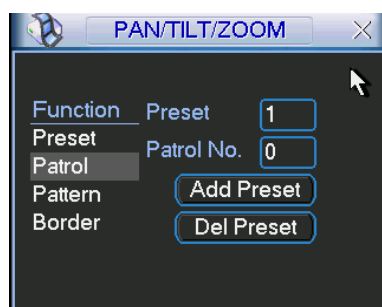 PAN/TILT/ZOOM
Function
Preset
Patrol
Pattern
Border
Preset 1
Patrol No. 0
Add Preset
Del Preset